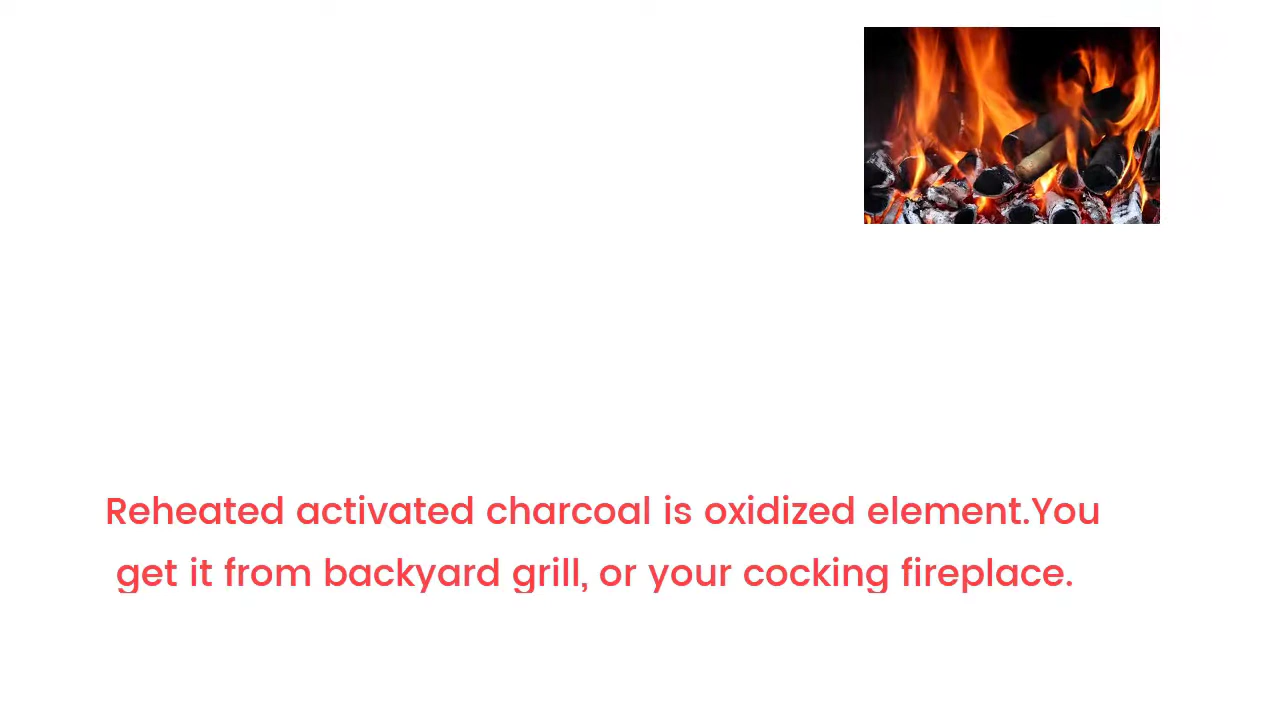 Reheated activated charcoal is oxidized element.You
get it from backyard grill, or your cocking fireplace.